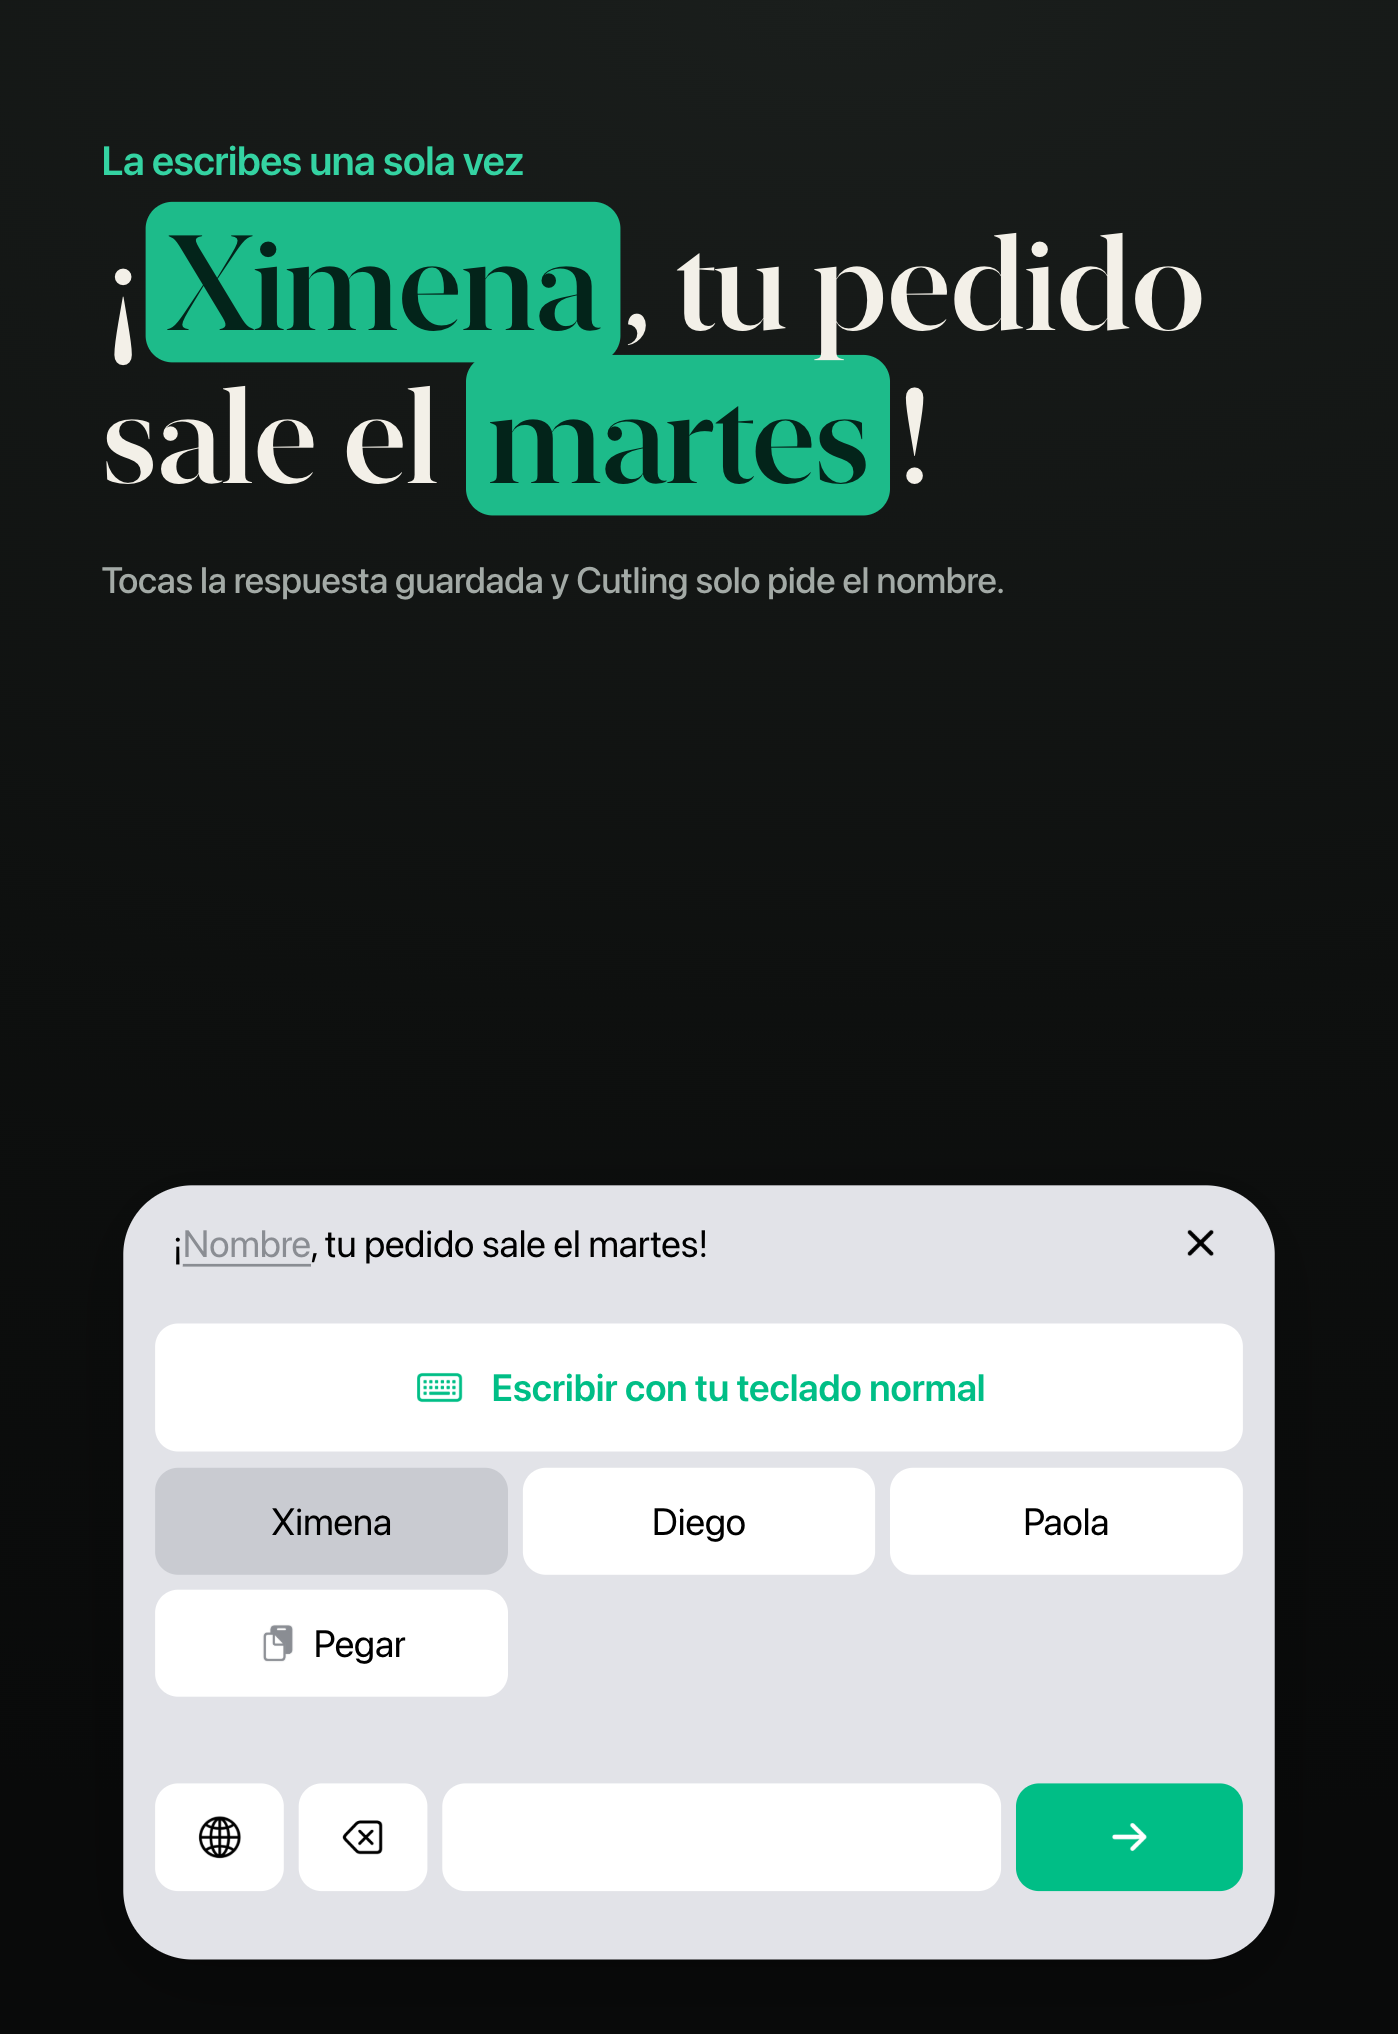 La escribes una sola vez
¡Ximena, tu pedido
sale el martes!
Tocas la respuesta guardada y Cutling solo pide el nombre.
¡Nombre, tu pedido sale el martes!
Escribir con tu teclado normal
Ximena
Diego
Paola
Pegar